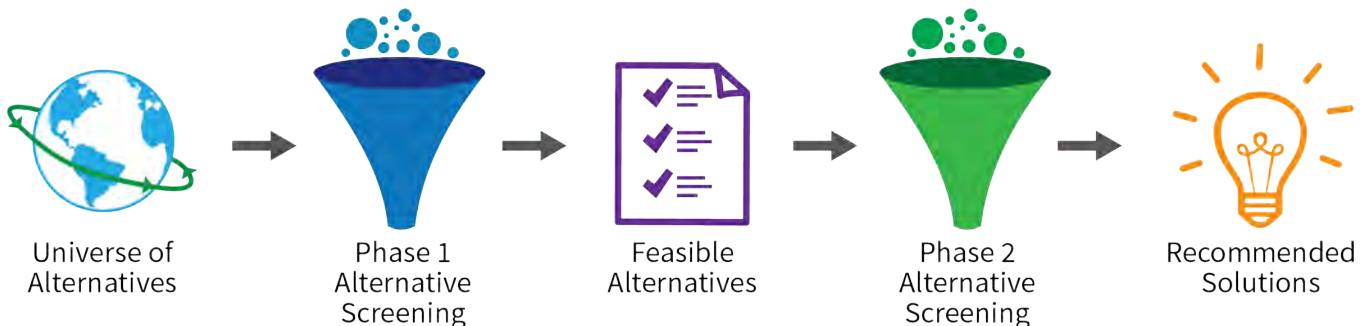 Universe of
Alternatives
Phase 1
Alternative
Screening
Feasible
Alternatives
Phase 2
Alternative
Screening
Recommended
Solutions